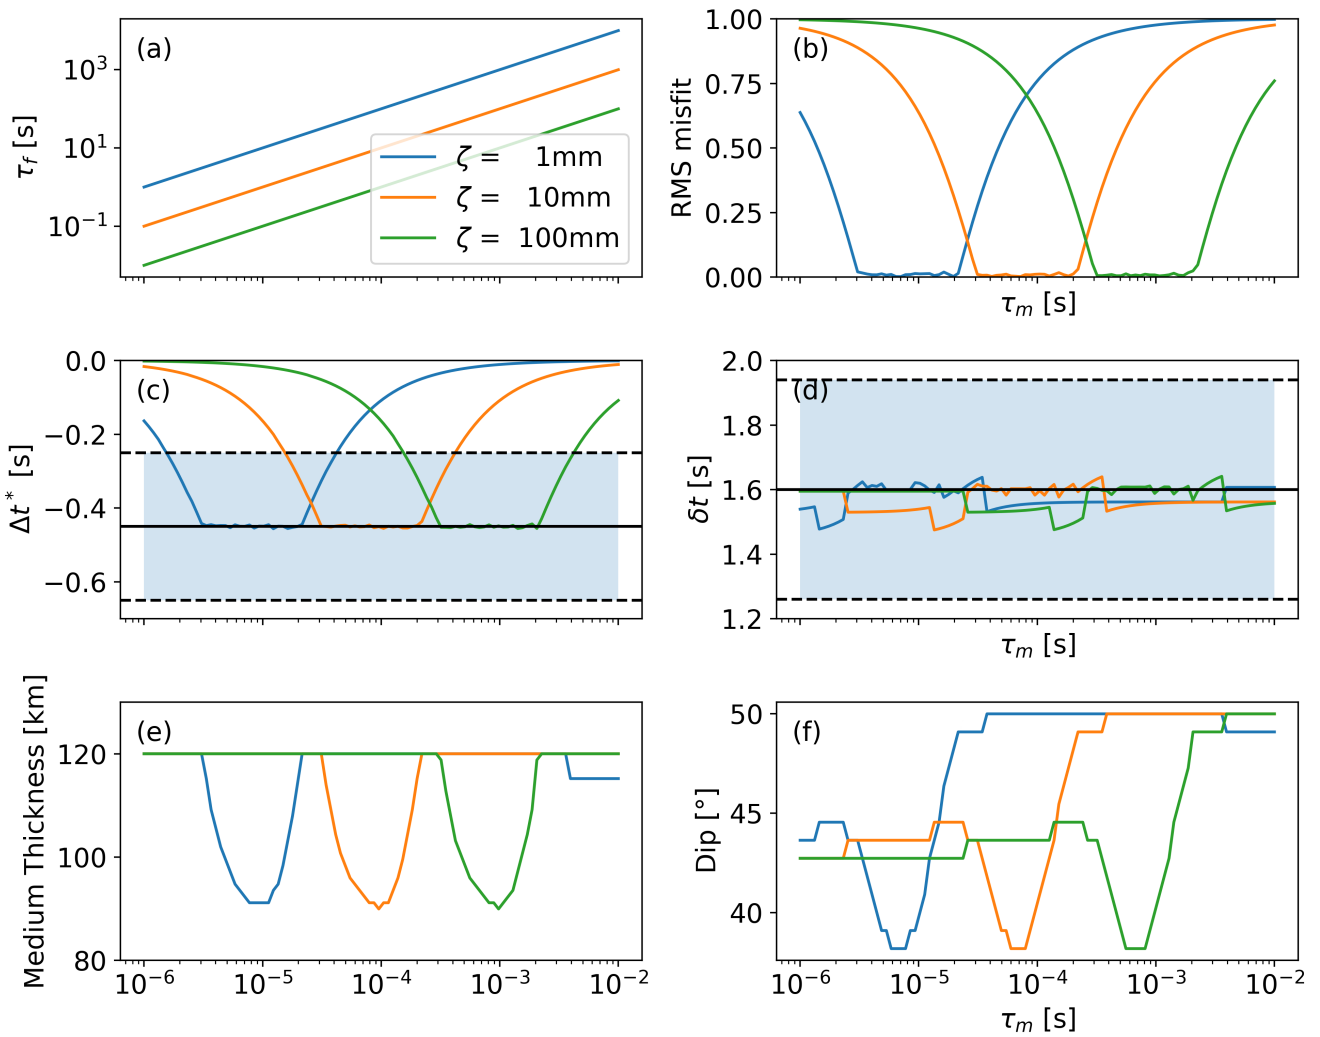 (a)
τ_f [s]
10^3
10^1
10^−1
ζ = 1mm
ζ = 10mm
ζ = 100mm
(b)
RMS misfit
1.00
0.75
0.50
0.25
0.00
τ_m [s]
(c)
Δt^* [s]
0.0
−0.2
−0.4
−0.6
(d)
δt [s]
2.0
1.8
1.6
1.4
1.2
τ_m [s]
(e)
Medium Thickness [km]
120
100
80
10^−6 10^−5 10^−4 10^−3 10^−2
(f)
Dip [°]
50
45
40
10^−6 10^−5 10^−4 10^−3 10^−2
τ_m [s]